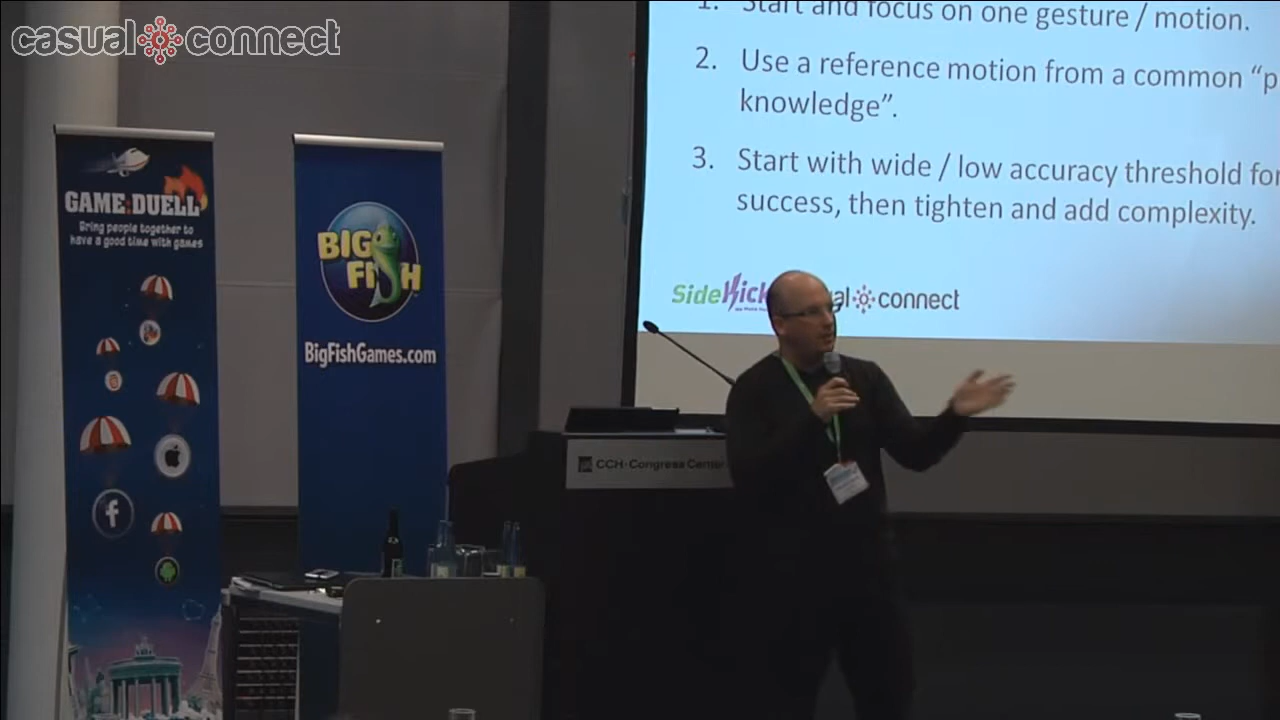 casual connect
1. Start and focus on one gesture / motion.
2. Use a reference motion from a common “p
knowledge”.
3. Start with wide / low accuracy threshold for
success, then tighten and add complexity.
SideKick
al connect
GAME DUELL
Bring people together to
have a good time with games
BIG
FISH
BigFishGames.com
CCH-Congress Center
f